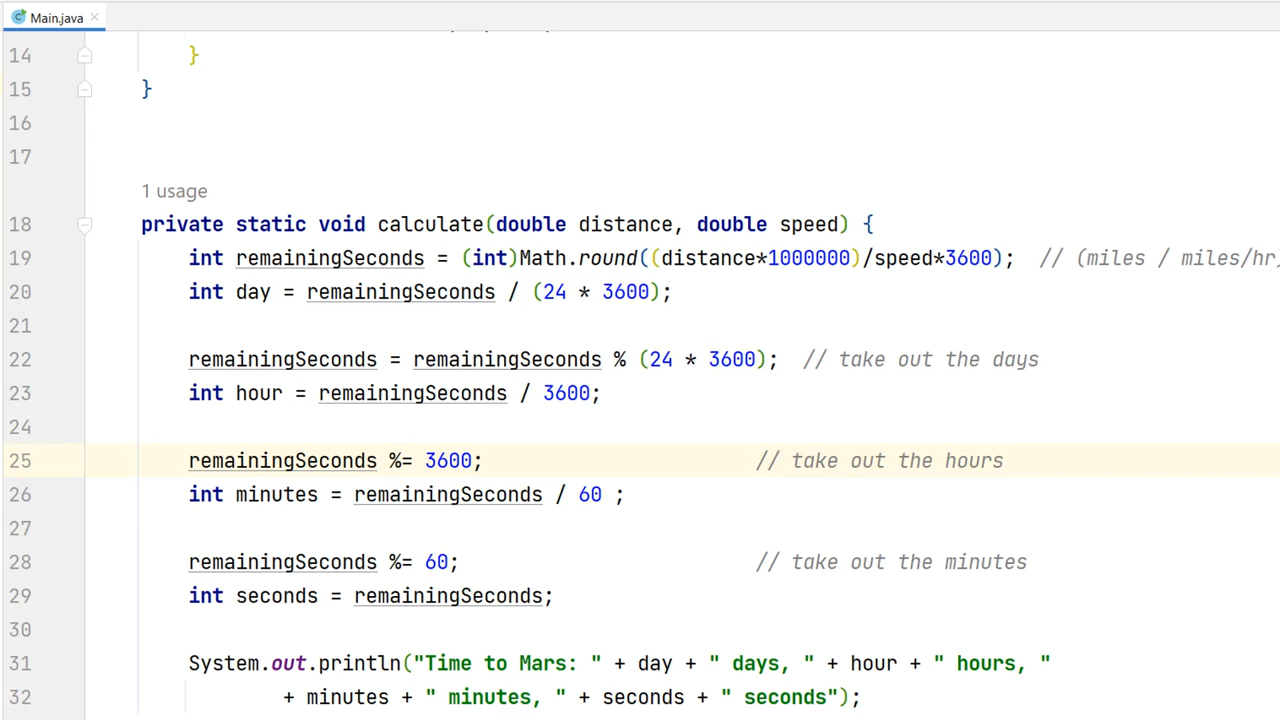 Main.java
14 }
15 }
16
17
1 usage
18 private static void calculate(double distance, double speed) {
19 int remainingSeconds = (int)Math.round((distance*1000000)/speed*3600); // (miles / miles/hr)
20 int day = remainingSeconds / (24 * 3600);
21
22 remainingSeconds = remainingSeconds % (24 * 3600); // take out the days
23 int hour = remainingSeconds / 3600;
24
25 remainingSeconds %= 3600; // take out the hours
26 int minutes = remainingSeconds / 60 ;
27
28 remainingSeconds %= 60; // take out the minutes
29 int seconds = remainingSeconds;
30
31 System.out.println("Time to Mars: " + day + " days, " + hour + " hours, "
32 + minutes + " minutes, " + seconds + " seconds");